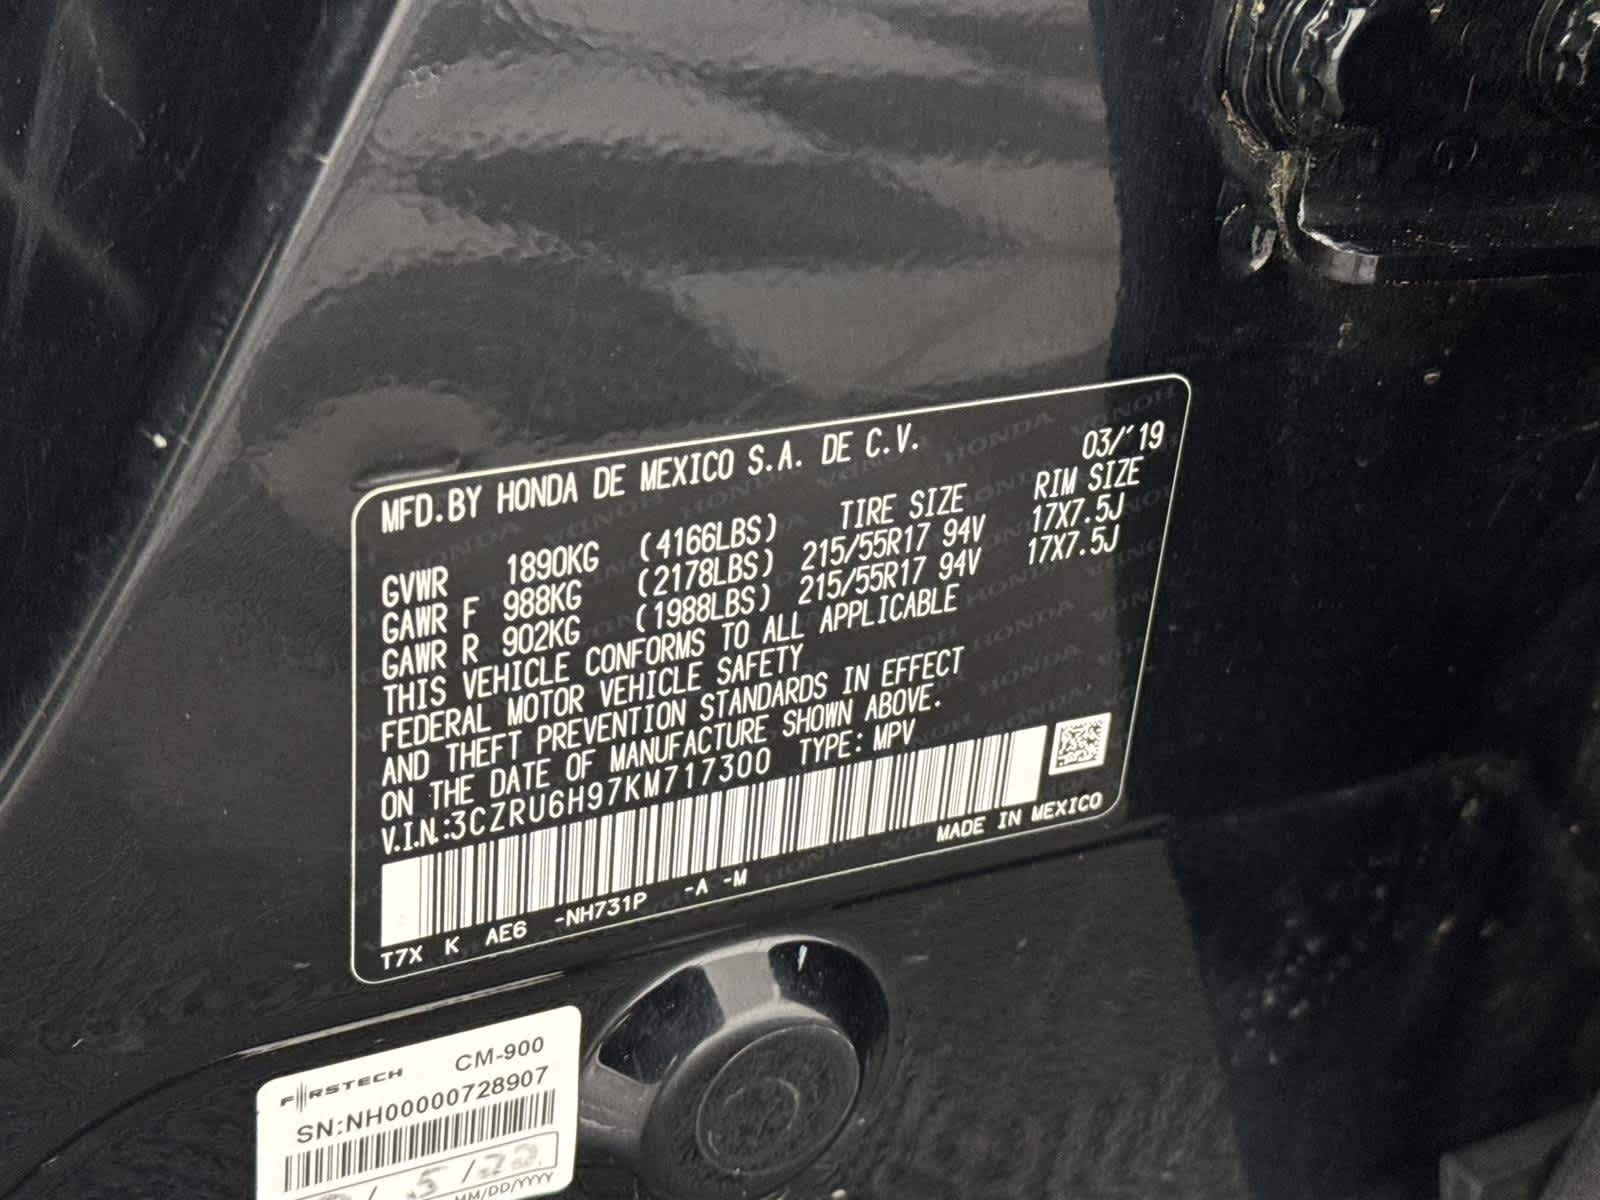 MFD.BY HONDA DE MEXICO S.A. DE C.V. 03/'19
TIRE SIZE RIM SIZE
GVWR 1890KG (4166LBS)
GAWR F 988KG (2178LBS) 215/55R17 94V 17X7.5J
GAWR R 902KG (1988LBS) 215/55R17 94V 17X7.5J
THIS VEHICLE CONFORMS TO ALL APPLICABLE
FEDERAL MOTOR VEHICLE SAFETY
AND THEFT PREVENTION STANDARDS IN EFFECT
ON THE DATE OF MANUFACTURE SHOWN ABOVE.
V.I.N.:3CZRU6H97KM717300 TYPE: MPV
MADE IN MEXICO
T7X K AE6 -NH731P -A -M
FIRSTECH CM-900
SN:NH00000728907
MM/DD/YYYY